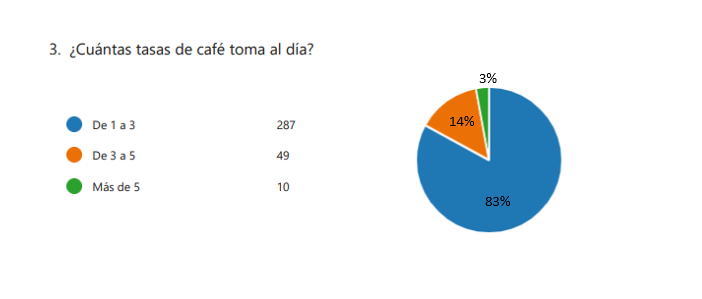 3. ¿Cuántas tasas de café toma al día?
De 1 a 3 287
De 3 a 5 49
Más de 5 10
3%
14%
83%